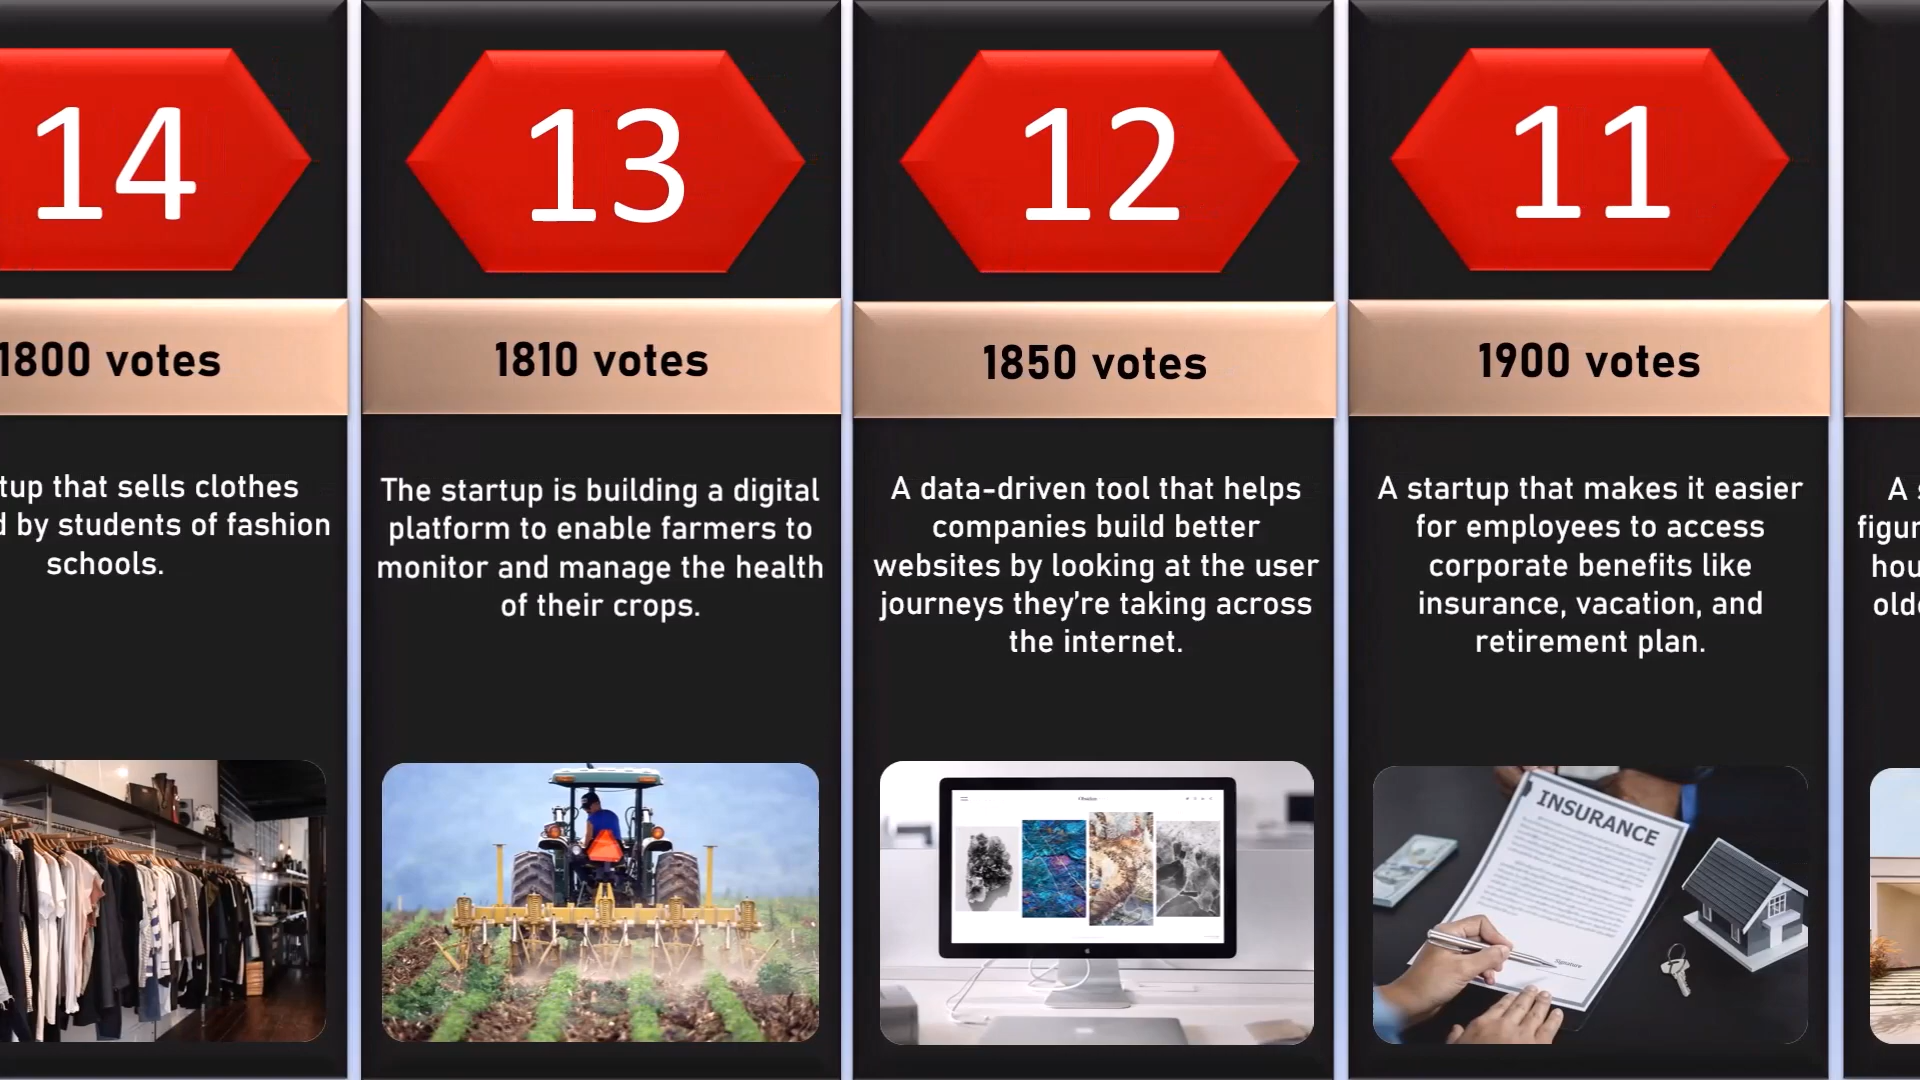 14
1800 votes
that sells clothes
by students of fashion
schools.
13
1810 votes
The startup is building a digital
platform to enable farmers to
monitor and manage the health
of their crops.
12
1850 votes
A data-driven tool that helps
companies build better
websites by looking at the user
journeys they're taking across
the internet.
11
1900 votes
A startup that makes it easier
for employees to access
corporate benefits like
insurance, vacation, and
retirement plan.
INSURANCE
Signature
A